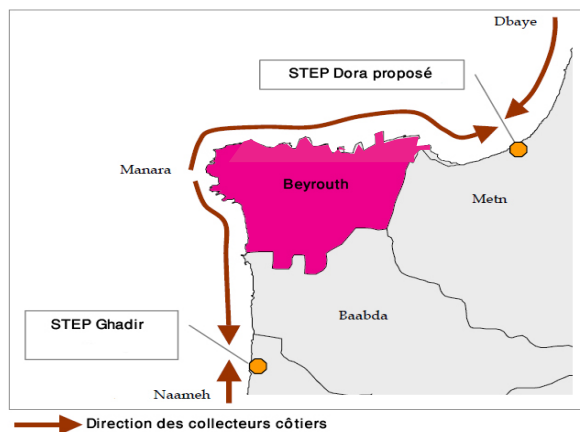 Dbaye
STEP Dora proposé
Manara
Beyrouth
Metn
STEP Ghadir
Baabda
Naameh
Direction des collecteurs côtiers